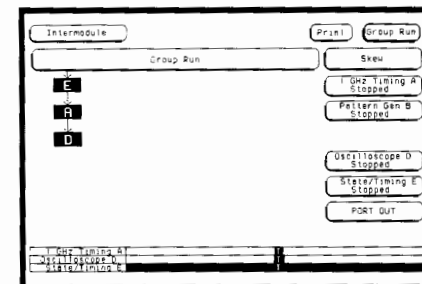 Intermodule
Print
Group Run
Group Run
Skew
E
A
D
1 GHz Timing A
Stopped
Pattern Gen B
Stopped
Oscilloscope D
Stopped
State/Timing E
Stopped
PORT OUT
1 GHz Timing A
Oscilloscope D
State/Timing E